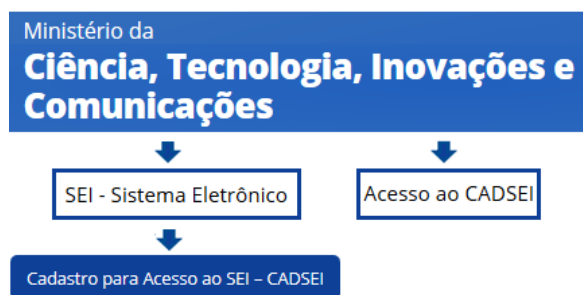 Ministério da
Ciência, Tecnologia, Inovações e
Comunicações
SEI - Sistema Eletrônico
Acesso ao CADSEI
Cadastro para Acesso ao SEI – CADSEI